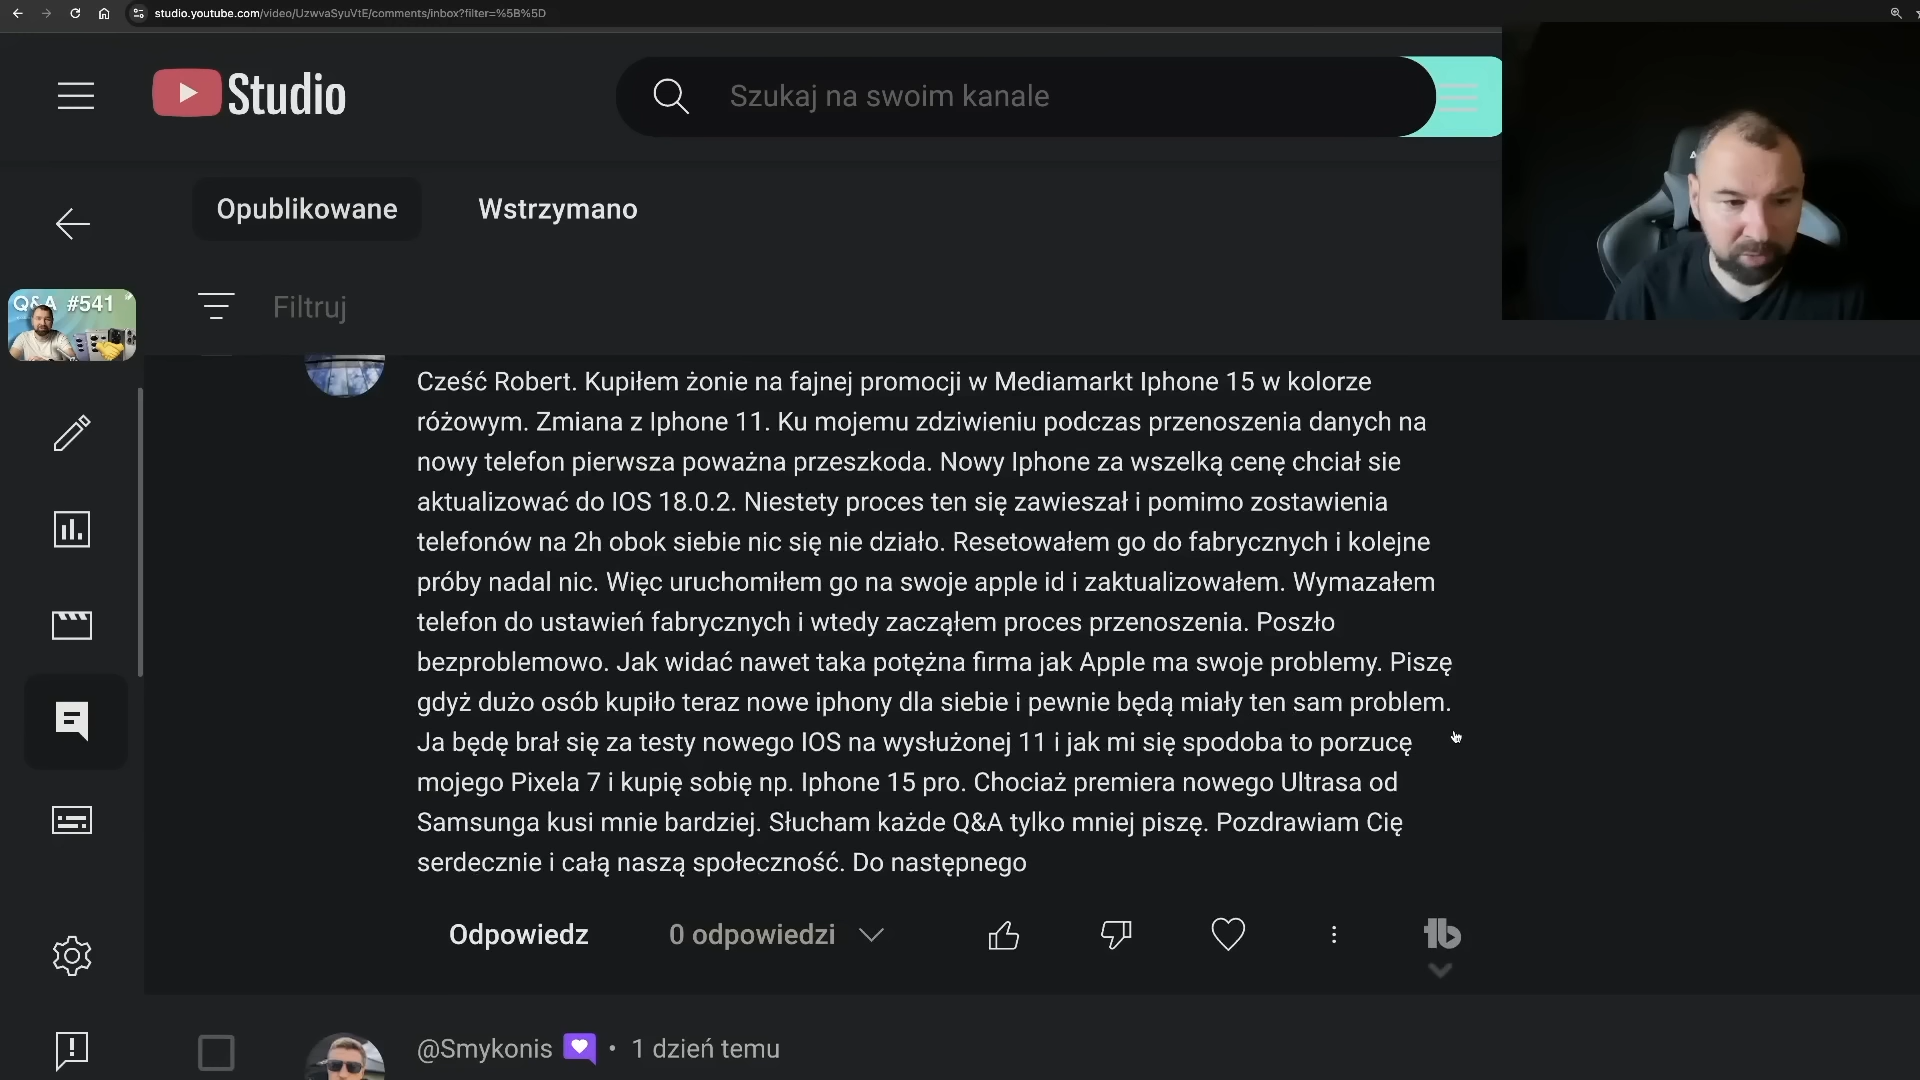 studio.youtube.com/video/UzwvaSyuVtE/comments/inbox?filter=%5B%5D
Studio
Szukaj na swoim kanale
Opublikowane
Wstrzymano
Q&A #541
Filtruj
Cześć Robert. Kupiłem żonie na fajnej promocji w Mediamarkt Iphone 15 w kolorze
różowym. Zmiana z Iphone 11. Ku mojemu zdziwieniu podczas przenoszenia danych na
nowy telefon pierwsza poważna przeszkoda. Nowy Iphone za wszelką cenę chciał sie
aktualizować do IOS 18.0.2. Niestety proces ten się zawieszał i pomimo zostawienia
telefonów na 2h obok siebie nic się nie działo. Resetowałem go do fabrycznych i kolejne
próby nadal nic. Więc uruchomiłem go na swoje apple id i zaktualizowałem. Wymazałem
telefon do ustawień fabrycznych i wtedy zacząłem proces przenoszenia. Poszło
bezproblemowo. Jak widać nawet taka potężna firma jak Apple ma swoje problemy. Piszę
gdyż dużo osób kupiło teraz nowe iphony dla siebie i pewnie będą miały ten sam problem.
Ja będę brał się za testy nowego IOS na wysłużonej 11 i jak mi się spodoba to porzucę
mojego Pixela 7 i kupię sobię np. Iphone 15 pro. Chociaż premiera nowego Ultrasa od
Samsunga kusi mnie bardziej. Słucham każde Q&A tylko mniej piszę. Pozdrawiam Cię
serdecznie i całą naszą społeczność. Do następnego
Odpowiedz
0 odpowiedzi
@Smykonis • 1 dzień temu